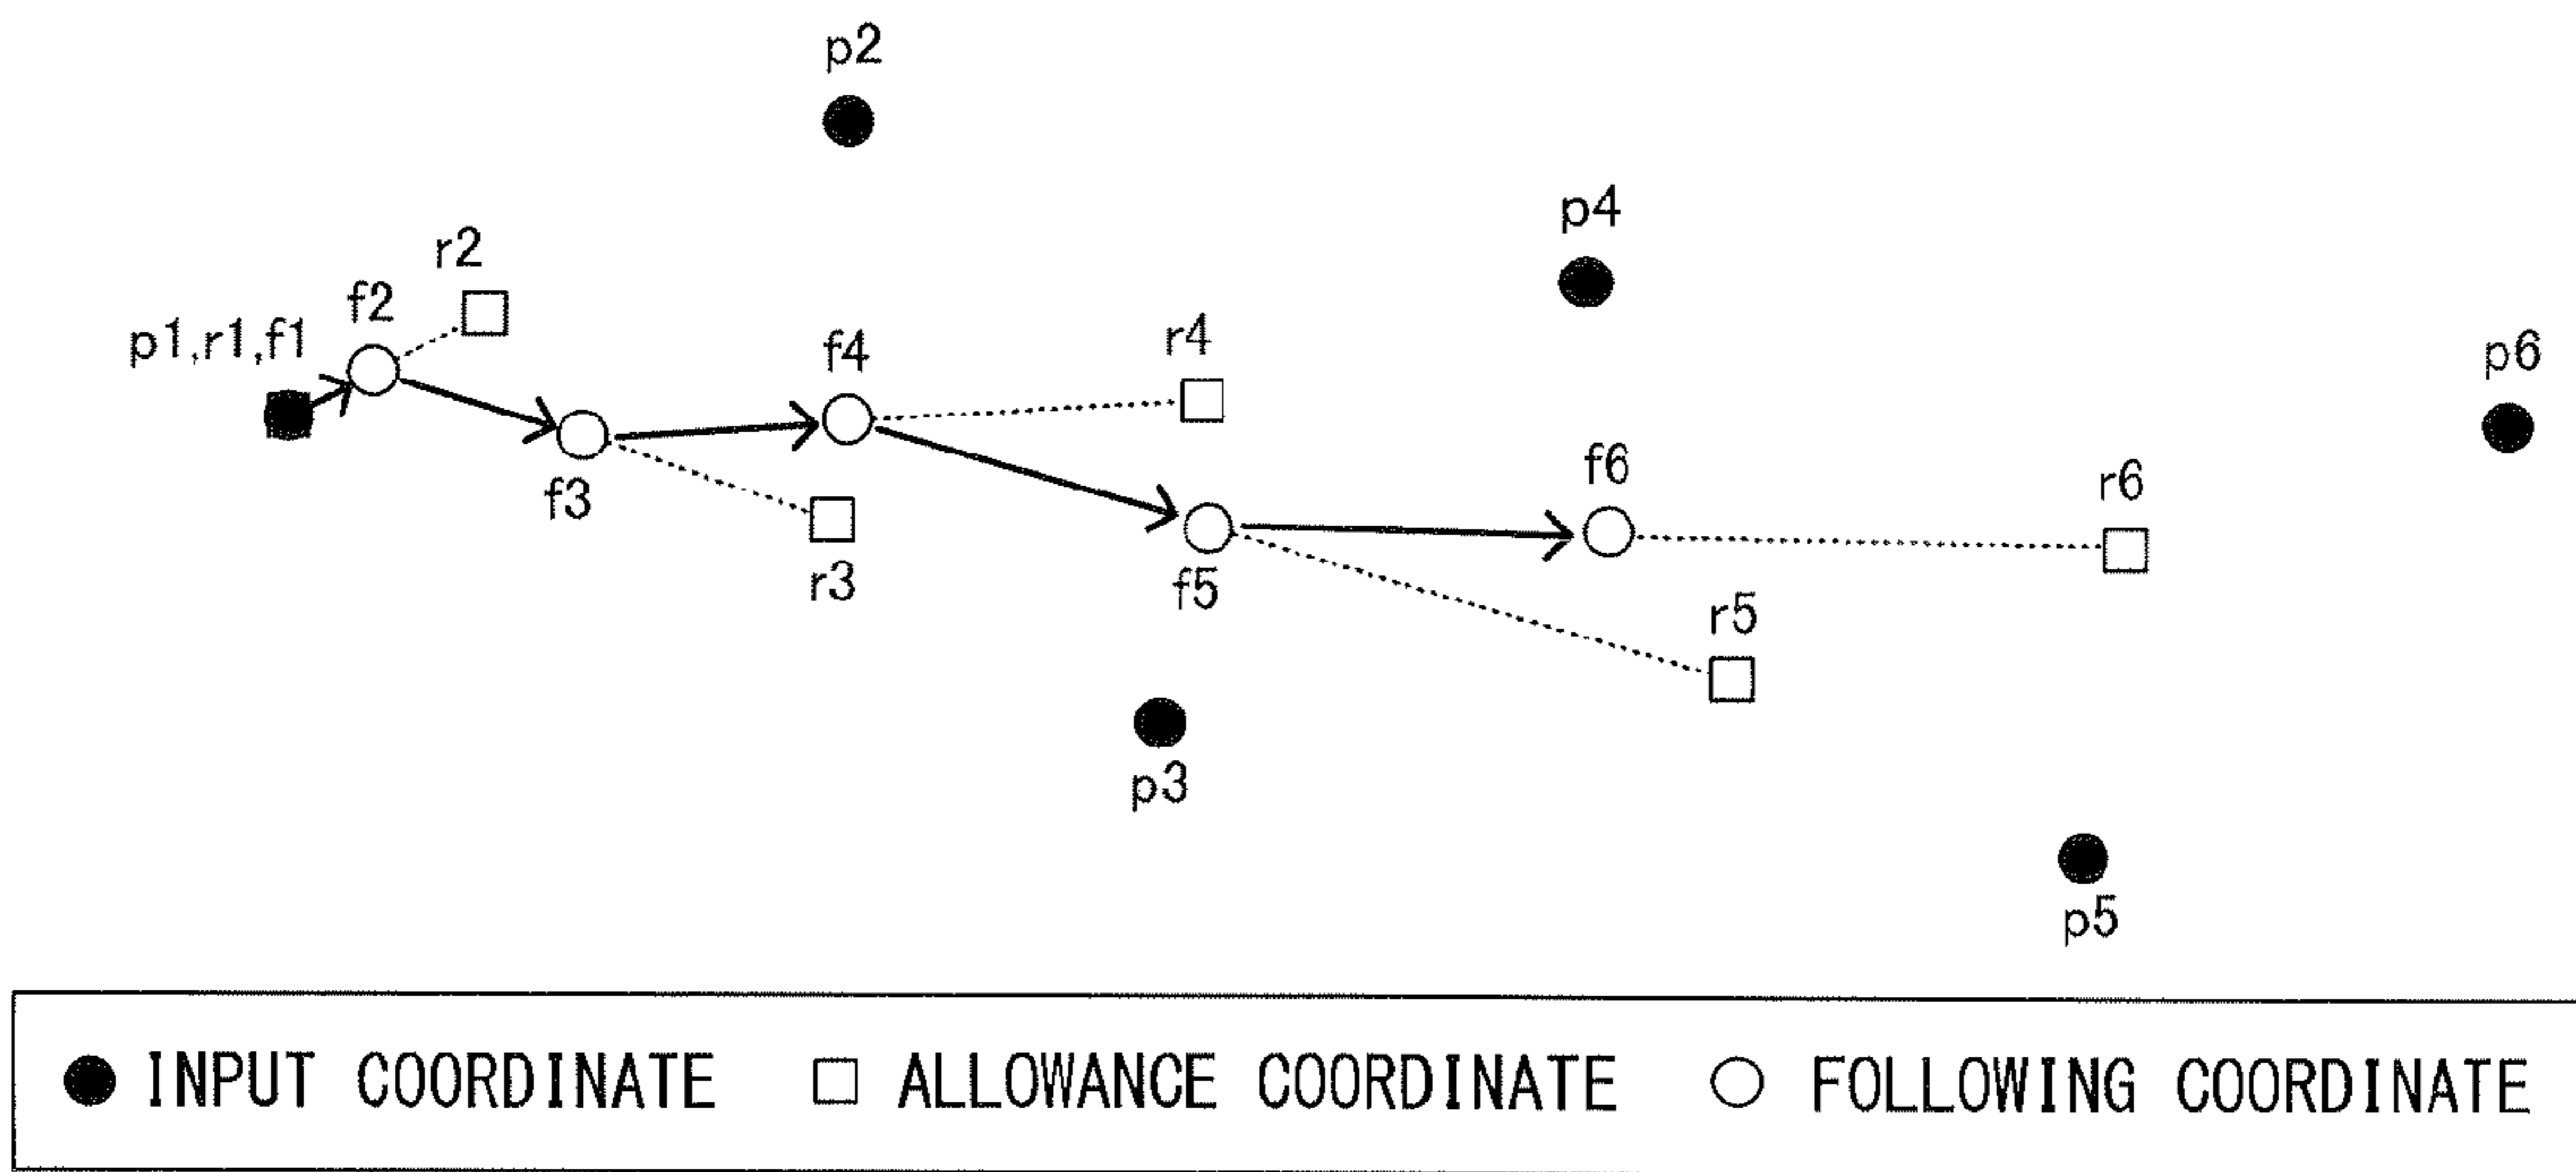 p2
p4
r2
f2
p1,r1,f1
f4
r4
p6
f3
f6
r6
r3
f5
r5
p3
p5
INPUT COORDINATE ALLOWANCE COORDINATE FOLLOWING COORDINATE